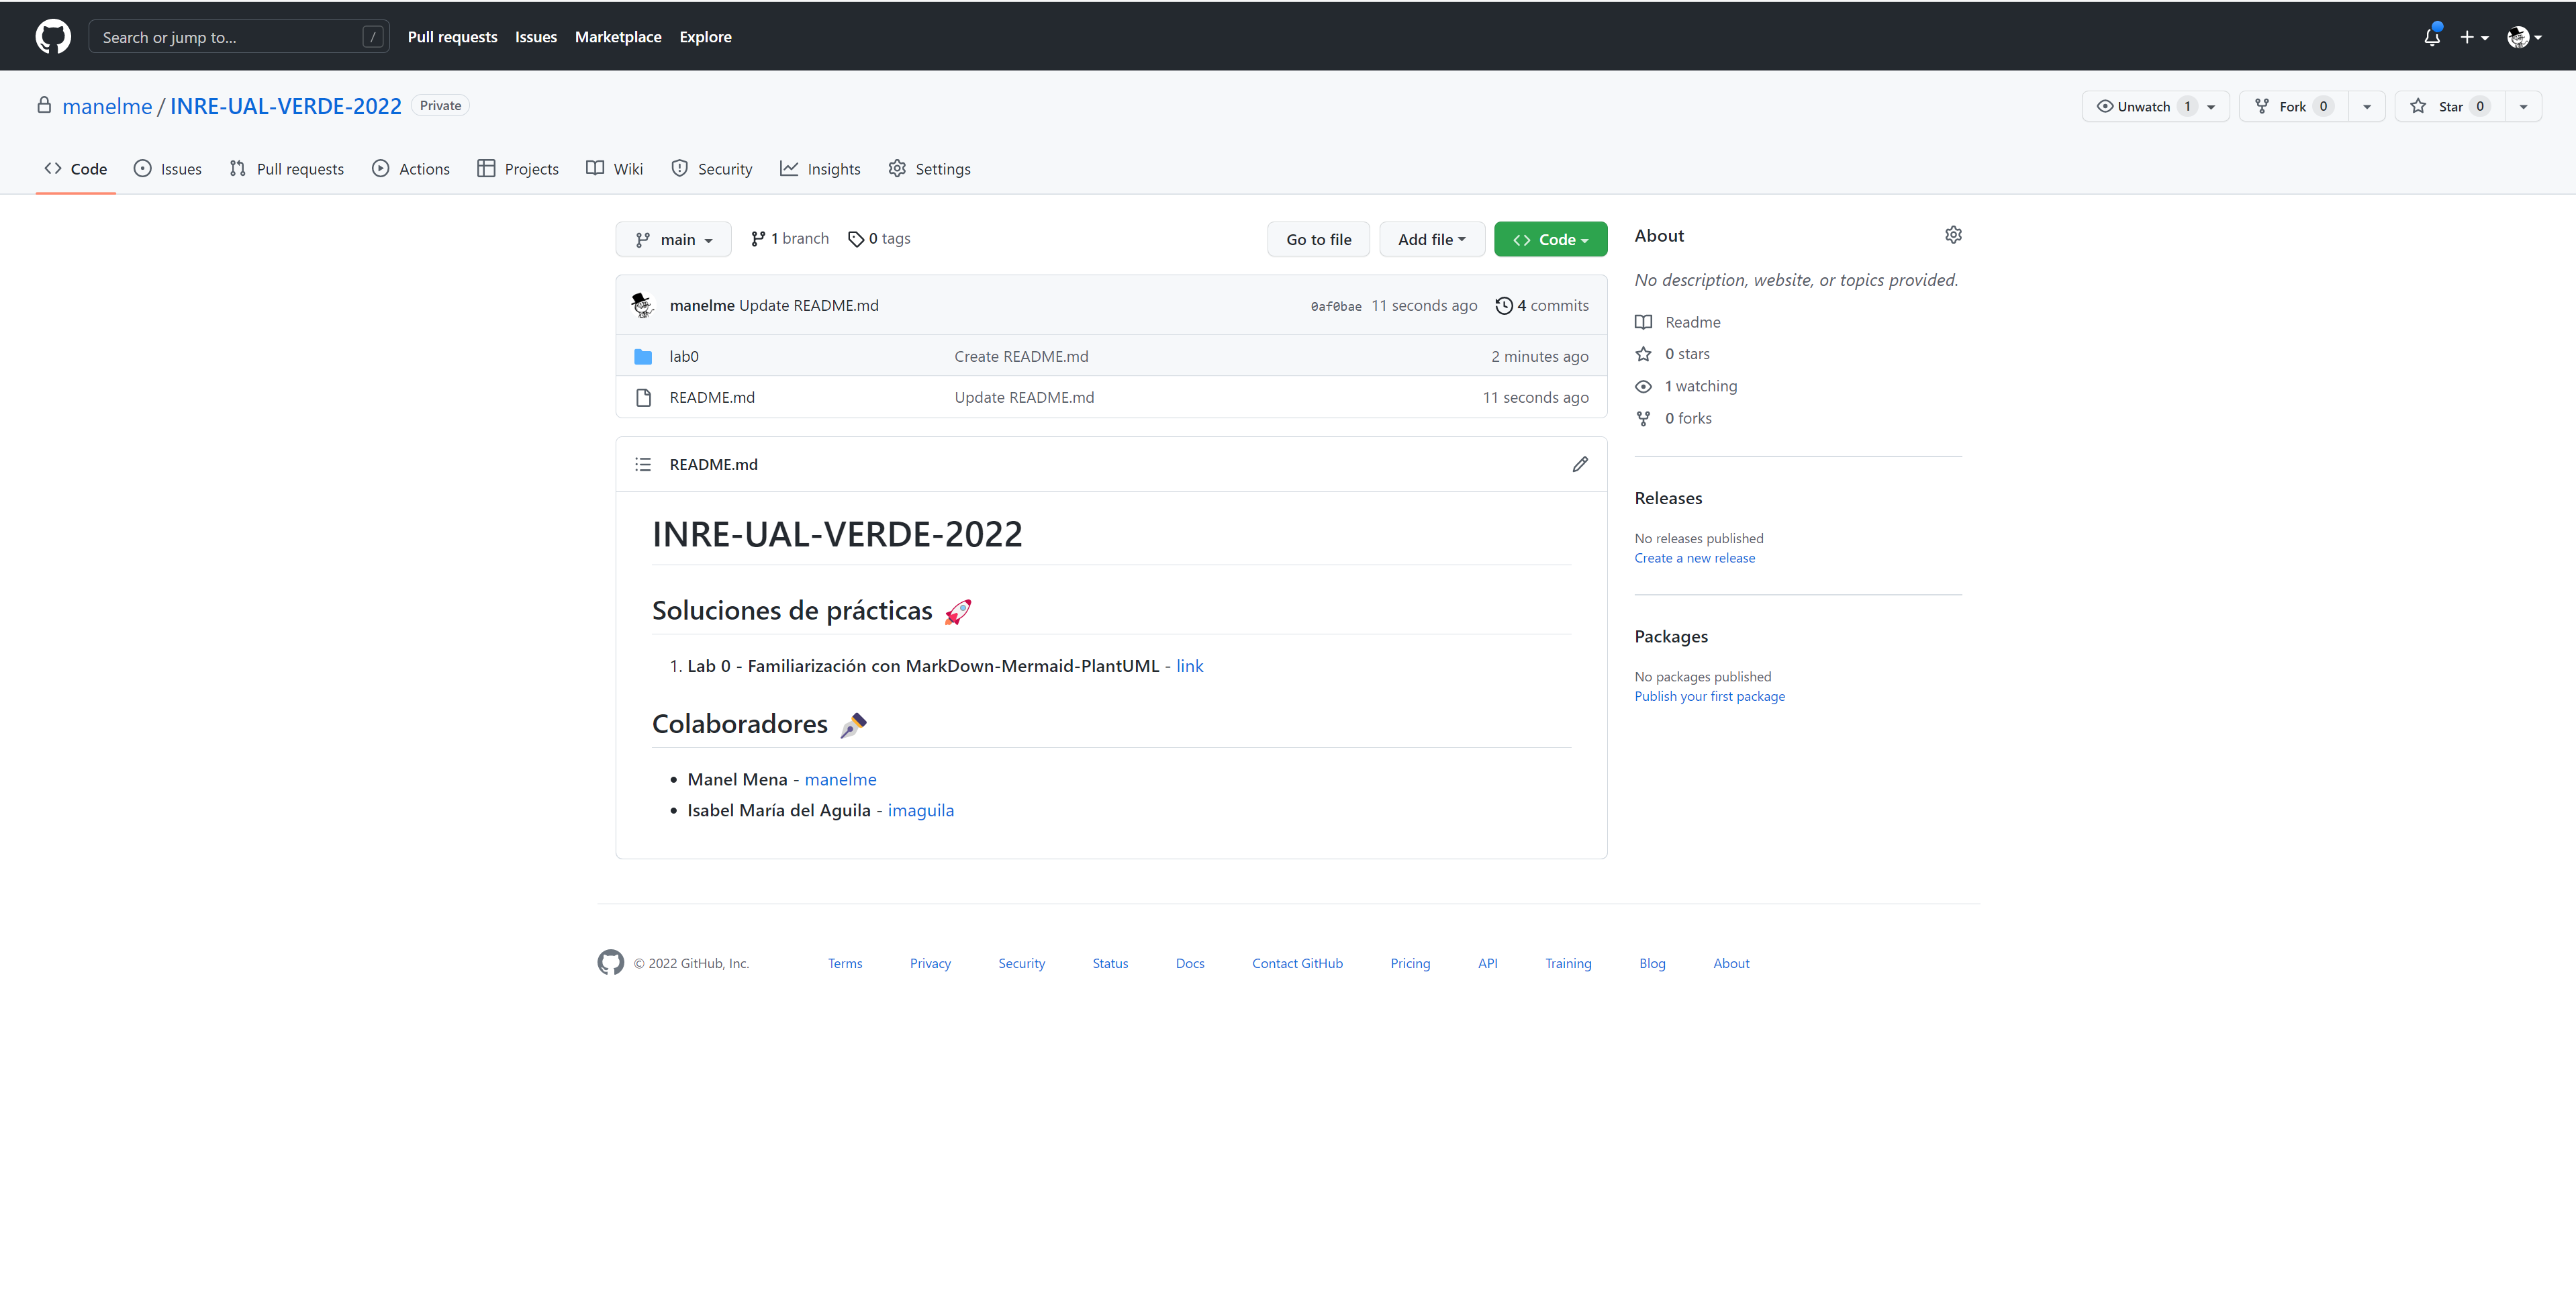 Search or jump to... /
Pull requests Issues Marketplace Explore
manelme / INRE-UAL-VERDE-2022 Private
Unwatch 1 Fork 0 Star 0
Code Issues Pull requests Actions Projects Wiki Security Insights Settings
main 1 branch 0 tags Go to file Add file Code
manelme Update README.md 0af0bae 11 seconds ago 4 commits
lab0 Create README.md 2 minutes ago
README.md Update README.md 11 seconds ago
README.md
INRE-UAL-VERDE-2022
Soluciones de prácticas 🚀
1. Lab 0 - Familiarización con MarkDown-Mermaid-PlantUML - link
Colaboradores ✒️
• Manel Mena - manelme
• Isabel María del Aguila - imaguila
About
No description, website, or topics provided.
Readme
0 stars
1 watching
0 forks
Releases
No releases published
Create a new release
Packages
No packages published
Publish your first package
© 2022 GitHub, Inc. Terms Privacy Security Status Docs Contact GitHub Pricing API Training Blog About